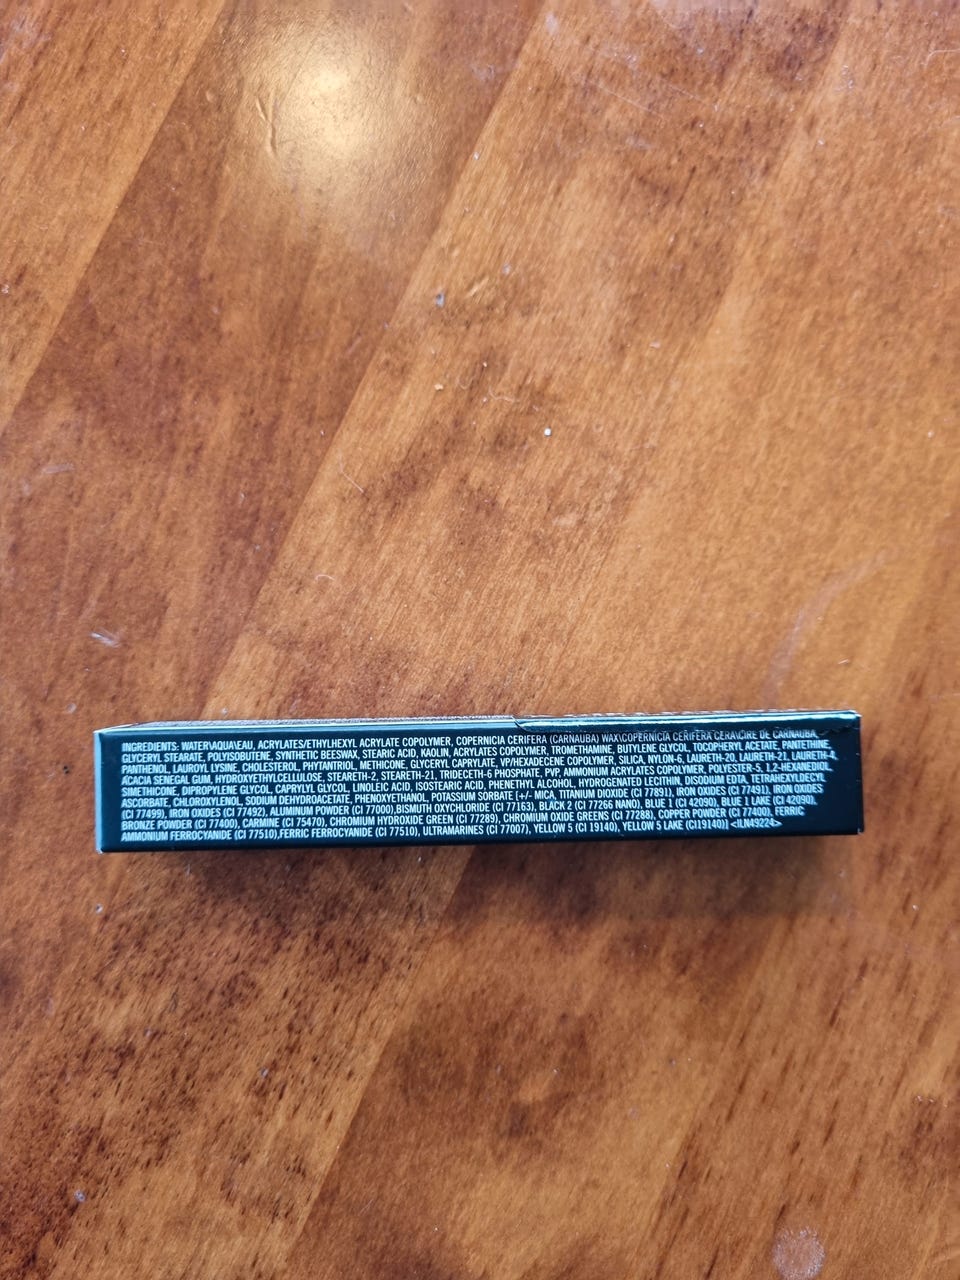 INGREDIENTS: WATER\AQUA\EAU, ACRYLATES/ETHYLHEXYL ACRYLATE COPOLYMER, COPERNICIA CERIFERA (CARNAUBA) WAX\COPERNICIA CERIFERA CERA\CIRE DE CARNAUBA,
GLYCERYL STEARATE, POLYISOBUTENE, SYNTHETIC BEESWAX, STEARIC ACID, KAOLIN, ACRYLATES COPOLYMER, TROMETHAMINE, BUTYLENE GLYCOL, TOCOPHERYL ACETATE, PANTETHINE,
PANTHENOL, LAUROYL LYSINE, CHOLESTEROL, PHYTANTRIOL, METHICONE, GLYCERYL CAPRYLATE, VP/HEXADECENE COPOLYMER, SILICA, NYLON-6, LAURETH-20, LAURETH-21, LAURETH-4,
ACACIA SENEGAL GUM, HYDROXYETHYLCELLULOSE, STEARETH-2, STEARETH-21, TRIDECETH-6 PHOSPHATE, PVP, AMMONIUM ACRYLATES COPOLYMER, POLYESTER-5, 1,2-HEXANEDIOL,
SIMETHICONE, DIPROPYLENE GLYCOL, CAPRYLYL GLYCOL, LINOLEIC ACID, ISOSTEARIC ACID, PHENETHYL ALCOHOL, HYDROGENATED LECITHIN, DISODIUM EDTA, TETRAHEXYLDECYL
ASCORBATE, CHLOROXYLENOL, SODIUM DEHYDROACETATE, PHENOXYETHANOL, POTASSIUM SORBATE [+/- MICA, TITANIUM DIOXIDE (CI 77891), IRON OXIDES (CI 77491), IRON OXIDES
(CI 77499), IRON OXIDES (CI 77492), ALUMINUM POWDER (CI 77000), BISMUTH OXYCHLORIDE (CI 77163), BLACK 2 (CI 77266 NANO), BLUE 1 (CI 42090), BLUE 1 LAKE (CI 42090),
BRONZE POWDER (CI 77400), CARMINE (CI 75470), CHROMIUM HYDROXIDE GREEN (CI 77289), CHROMIUM OXIDE GREENS (CI 77288), COPPER POWDER (CI 77400), FERRIC
AMMONIUM FERROCYANIDE (CI 77510),FERRIC FERROCYANIDE (CI 77510), ULTRAMARINES (CI 77007), YELLOW 5 (CI 19140), YELLOW 5 LAKE (CI19140)] <ILN49224>